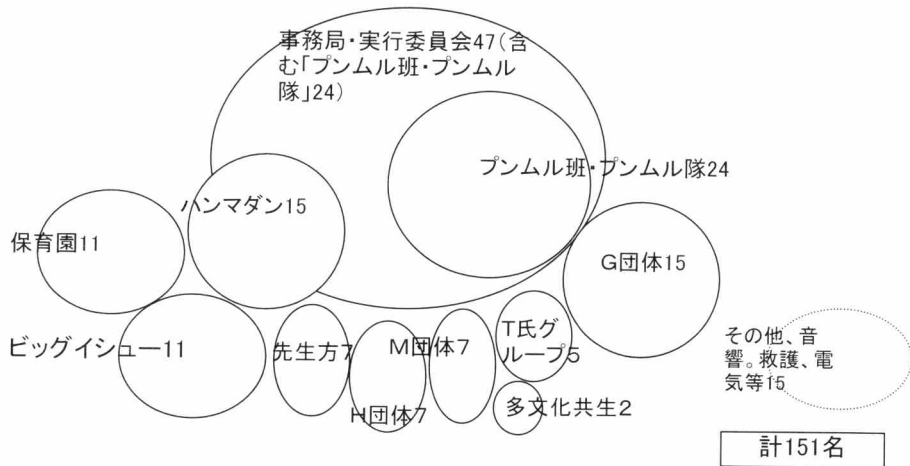 事務局・実行委員会47(含
む「プンムル班・プンムル
隊」24)
プンムル班・プンムル隊24
ハンマダン15
保育園11
G団体15
ビッグイシュー11
先生方7
M団体7
H団体7
T氏グ
ループ5
多文化共生2
その他、音
響。救護、電
気等15
計151名